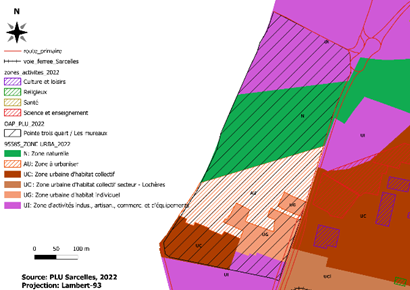 N
route_primaire
voie_ferree_Sarcelles
zones_activites_2022
Culture et loisirs
Religieux
Santé
Science et enseignement
OAP_PLU_2022
Pointe trois quart / Les mureaux
95585_ZONE_URBA_2022
N: Zone naturelle
AU: Zone à urbaniser
UC: Zone urbaine d'habitat collectif
UC : Zone urbaine d'habitat collectif secteur - Lochères
UG: Zone urbaine d'habitat individuel
UI: Zone d'activités indus., artisan., commerc. et d'équipements
0 50 100 m
Source: PLU Sarcelles, 2022
Projection: Lambert-93
UI
N
UI
AU
UG
UC
UG
UC
UI